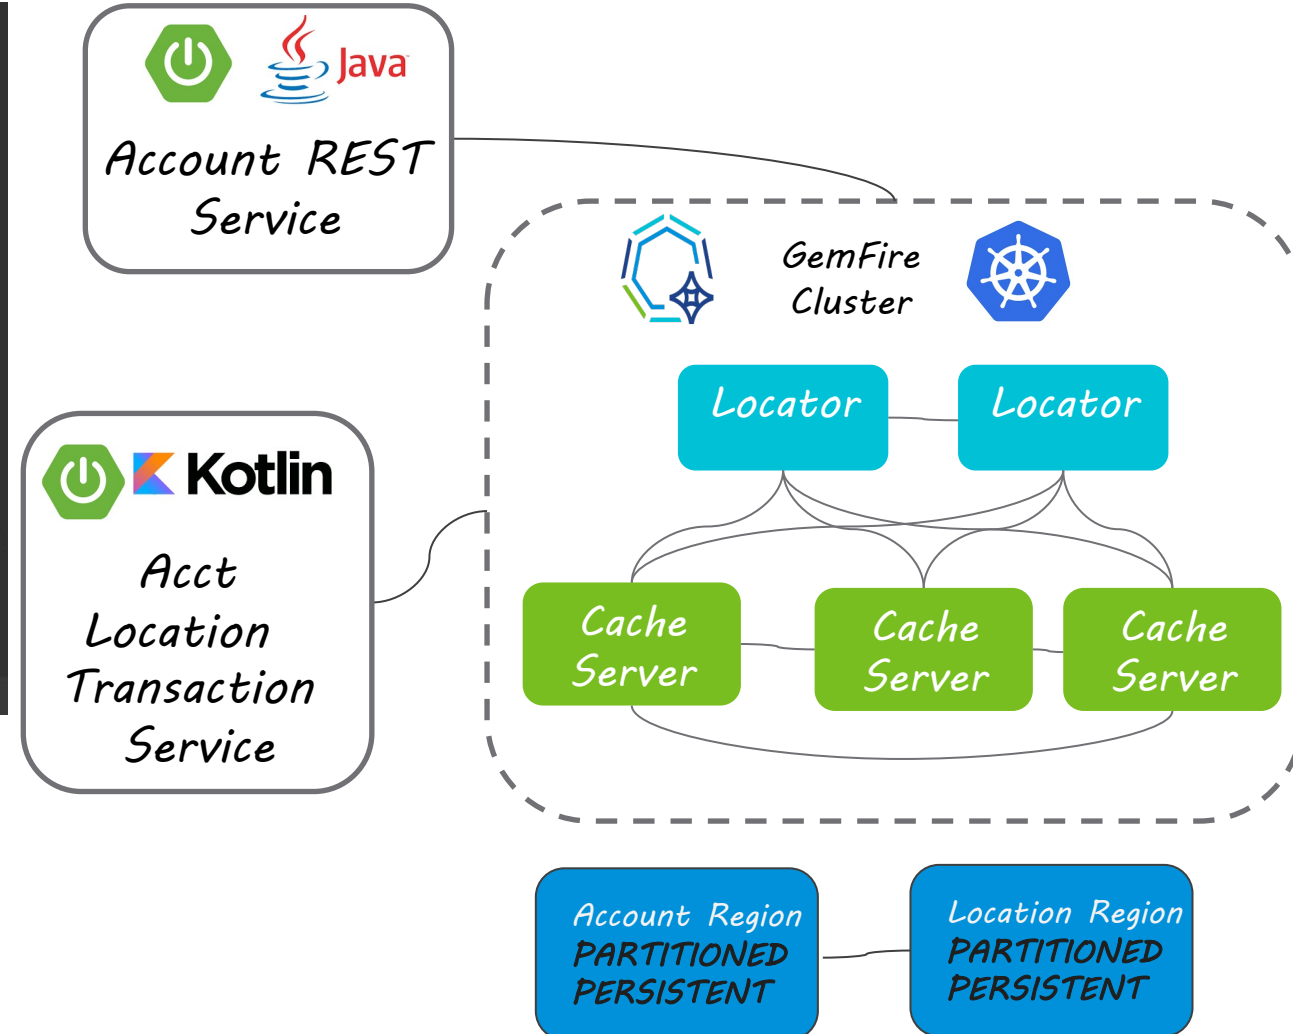 Java
Account REST
Service
GemFire
Cluster
Locator
Locator
Kotlin
Acct
Location
Transaction
Service
Cache
Server
Cache
Server
Cache
Server
Account Region
PARTITIONED
PERSISTENT
Location Region
PARTITIONED
PERSISTENT